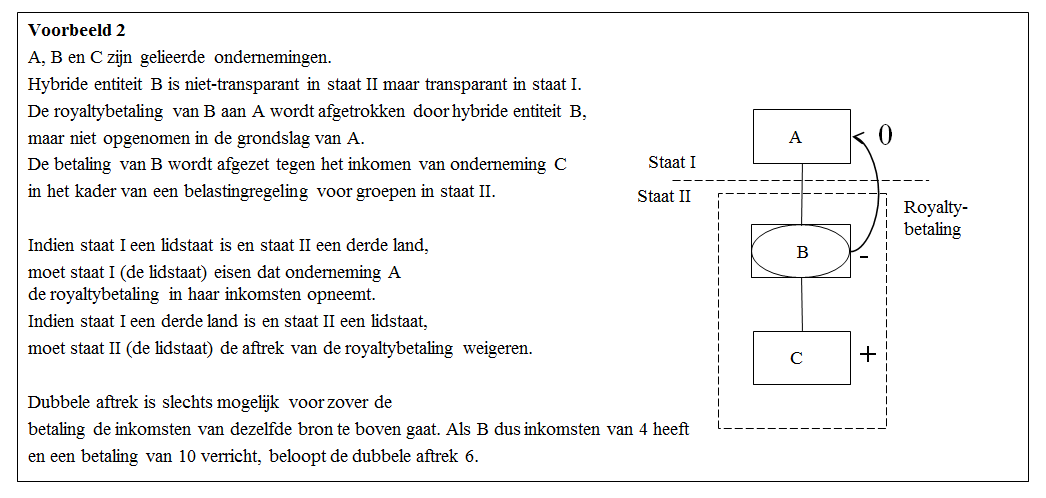 Voorbeeld 2
A, B en C zijn gelieerde ondernemingen.
Hybride entiteit B is niet-transparant in staat II maar transparant in staat I.
De royaltybetaling van B aan A wordt afgetrokken door hybride entiteit B,
maar niet opgenomen in de grondslag van A.
De betaling van B wordt afgezet tegen het inkomen van onderneming C
in het kader van een belastingregeling voor groepen in staat II.
Indien staat I een lidstaat is en staat II een derde land,
moet staat I (de lidstaat) eisen dat onderneming A
de royaltybetaling in haar inkomsten opneemt.
Indien staat I een derde land is en staat II een lidstaat,
moet staat II (de lidstaat) de aftrek van de royaltybetaling weigeren.
Dubbele aftrek is slechts mogelijk voor zover de
betaling de inkomsten van dezelfde bron te boven gaat. Als B dus inkomsten van 4 heeft
en een betaling van 10 verricht, beloopt de dubbele aftrek 6.
A
0
Staat I
Staat II
Royalty-
betaling
B
-
C
+